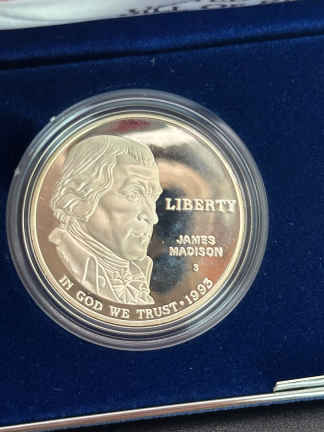 LIBERTY
JAMES
MADISON
S
IN GOD WE TRUST • 1993